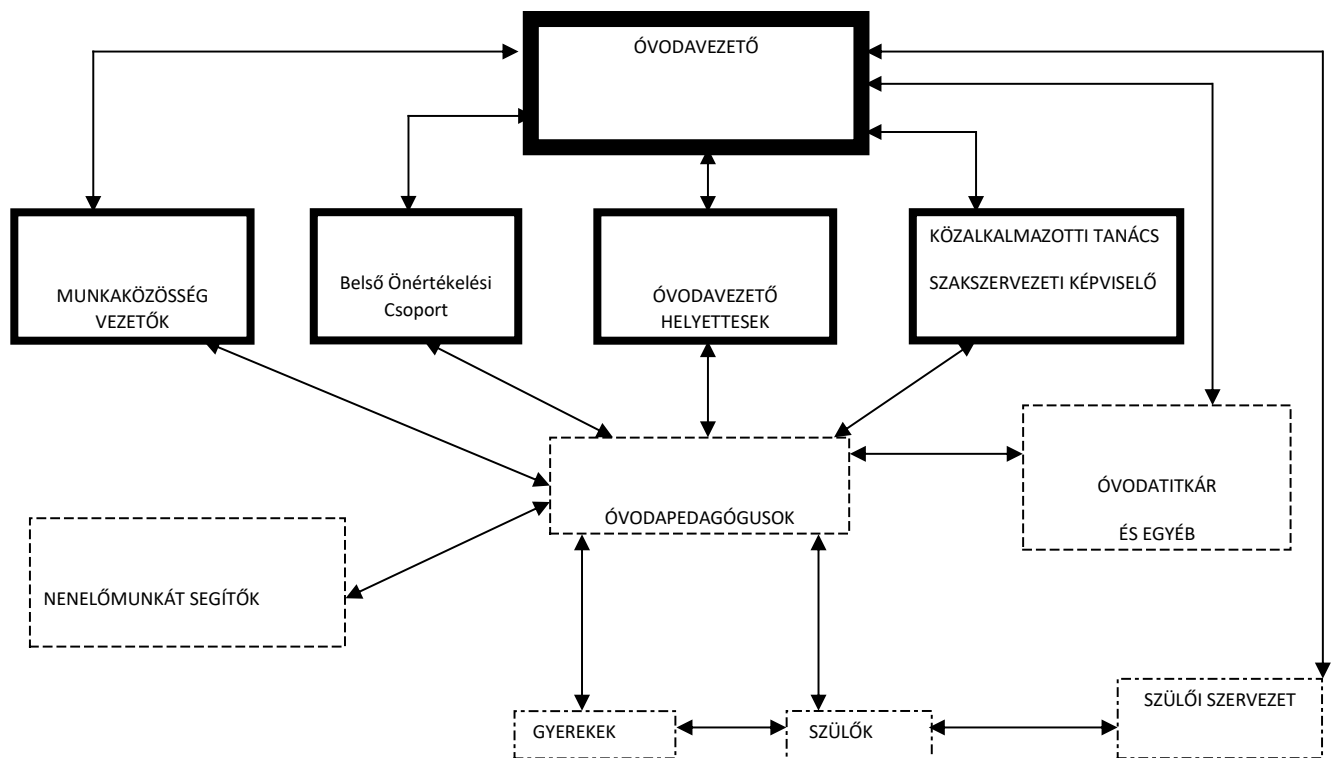 ÓVODAVEZETŐ
MUNKAKÖZÖSSÉG
VEZETŐK
Belső Önértékelési
Csoport
ÓVODAVEZETŐ
HELYETTESEK
KÖZALKALMAZOTTI TANÁCS
SZAKSZERVEZETI KÉPVISELŐ
ÓVODAPEDAGÓGUSOK
ÓVODATITKÁR
ÉS EGYÉB
NENELŐMUNKÁT SEGÍTŐK
GYEREKEK
SZÜLŐK
SZÜLŐI SZERVEZET